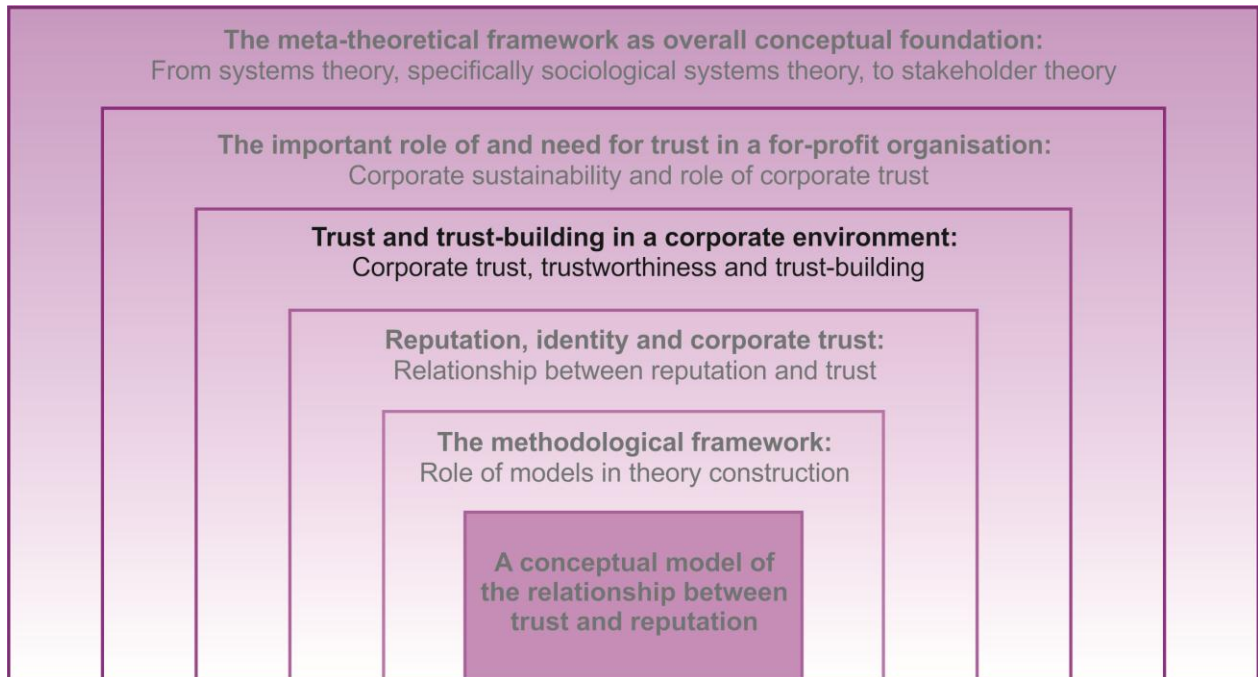 The meta-theoretical framework as overall conceptual foundation:
From systems theory, specifically sociological systems theory, to stakeholder theory
The important role of and need for trust in a for-profit organisation:
Corporate sustainability and role of corporate trust
Trust and trust-building in a corporate environment:
Corporate trust, trustworthiness and trust-building
Reputation, identity and corporate trust:
Relationship between reputation and trust
The methodological framework:
Role of models in theory construction
A conceptual model of
the relationship between
trust and reputation